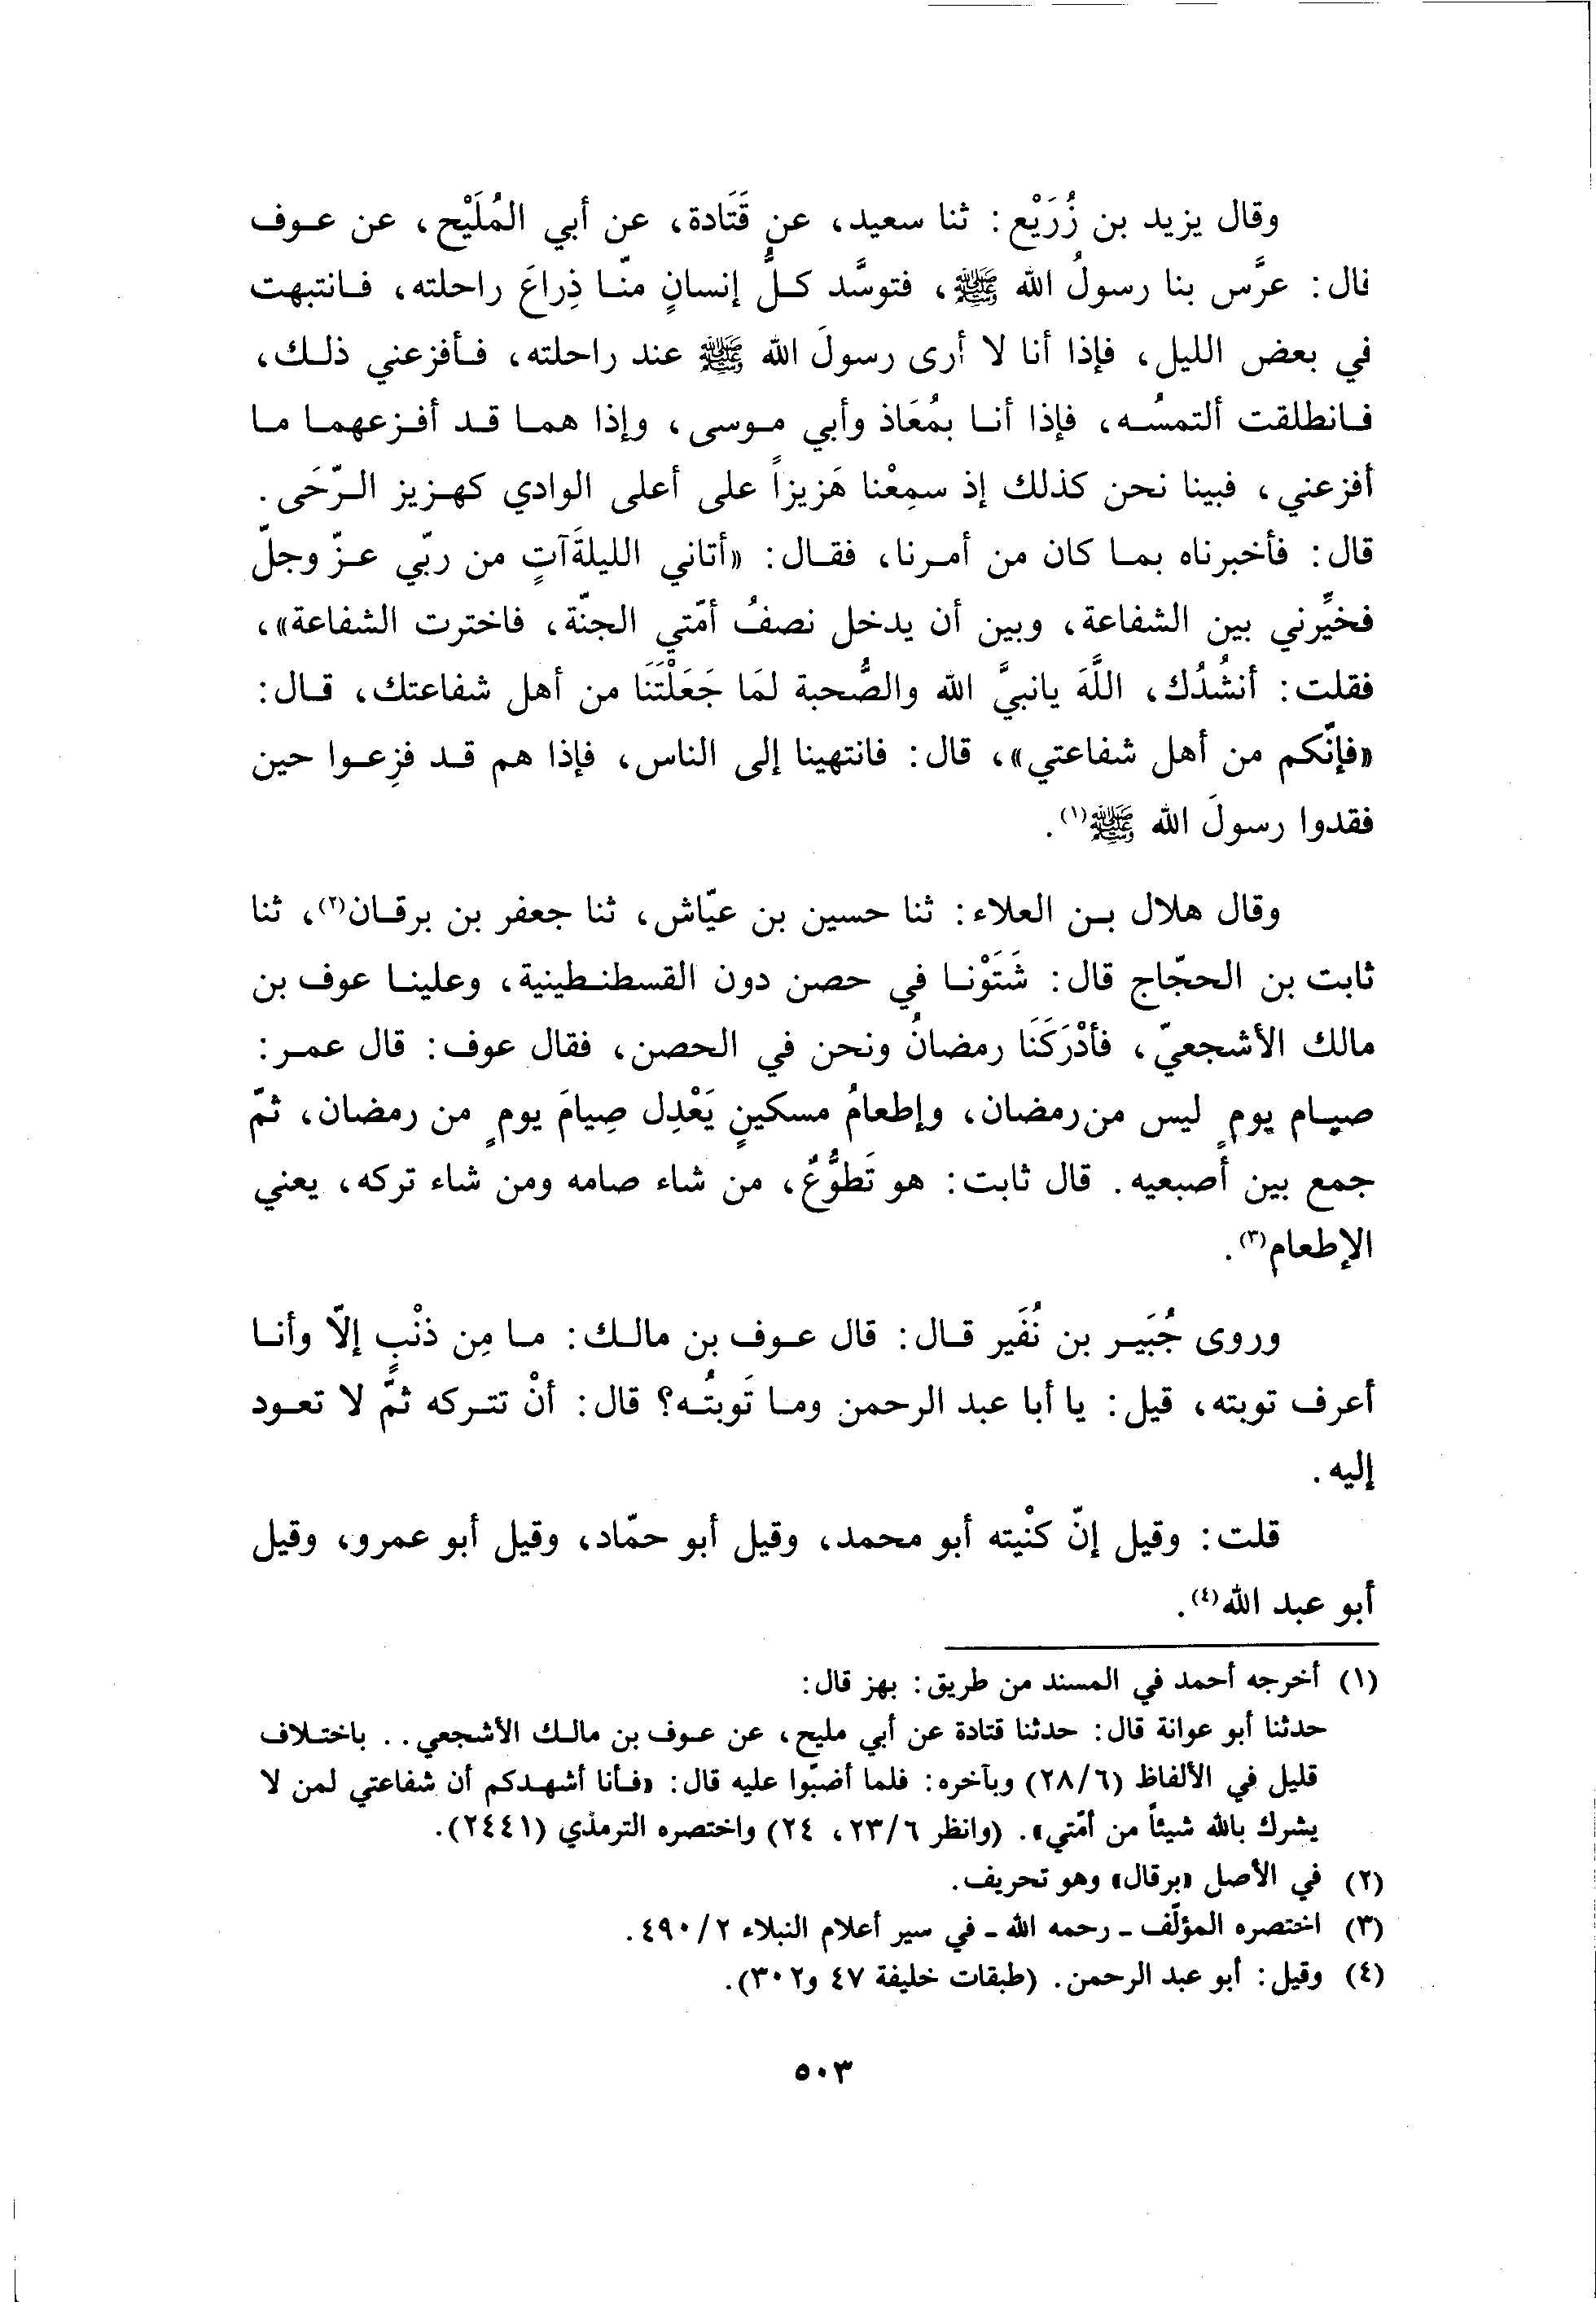 وقال يزيد بن زُرَيْع: ثنا سعيد، عن قَتَادة، عن أبي المُلَيْح، عن عوف
قال: عرَّس بنا رسولُ الله ﷺ، فتوسَّد كلُّ إنسانٍ منّا ذِراعَ راحلته، فانتبهت
في بعض الليل، فإذا أنا لا أرى رسولَ الله ﷺ عند راحلته، فأفزعني ذلك،
فانطلقت ألتمسُه، فإذا أنا بمُعَاذ وأبي موسى، وإذا هما قد أفزعهما ما
أفزعني، فبينا نحن كذلك إذ سمِعْنا هَزيزاً على أعلى الوادي كهزيز الرّحَى.
قال: فأخبرناه بما كان من أمرنا، فقال: «أتاني الليلةَ آتٍ من ربّي عزّ وجلّ
فخيِّرني بين الشفاعة، وبين أن يدخل نصفُ أمّتي الجنّة، فاخترت الشفاعة»،
فقلت: أنشُدُك، اللَّهَ يانبيَّ الله والصُّحبة لمَا جَعَلْتَنَا من أهل شفاعتك، قال:
«فإنّكم من أهل شفاعتي»، قال: فانتهينا إلى الناس، فإذا هم قد فزِعوا حين
فقدوا رسولَ الله ﷺ(١).
وقال هلال بن العلاء: ثنا حسين بن عيّاش، ثنا جعفر بن برقان(٢)، ثنا
ثابت بن الحجّاج قال: شَتَوْنا في حصن دون القسطنطينية، وعلينا عوف بن
مالك الأشجعيّ، فأدْرَكَنَا رمضانُ ونحن في الحصن، فقال عوف: قال عمر:
صيام يومٍ ليس من رمضان، وإطعامُ مسكينٍ يَعْدِل صِيامَ يومٍ من رمضان، ثمّ
جمع بين أصبعيه. قال ثابت: هو تَطوُّعٌ، من شاء صامه ومن شاء تركه، يعني
الإطعام(٣).
وروى جُبَير بن نُفَير قال: قال عوف بن مالك: ما مِن ذنْبٍ إلّا وأنا
أعرف توبته، قيل: يا أبا عبد الرحمن وما تَوبتُه؟ قال: أنْ تتركه ثمّ لا تعود
إليه.
قلت: وقيل إنّ كنْيته أبو محمد، وقيل أبو حمّاد، وقيل أبو عمرو، وقيل
أبو عبد الله(٤).
(١) أخرجه أحمد في المسند من طريق: بهز قال:
حدثنا أبو عوانة قال: حدثنا قتادة عن أبي مليح، عن عوف بن مالك الأشجعي.. باختلاف
قليل في الألفاظ (٢٨/٦) وبآخره: فلما أضبّوا عليه قال: «فأنا أشهدكم أن شفاعتي لمن لا
يشرك بالله شيئاً من أمّتي». (وانظر ٢٣/٦، ٢٤) واختصره الترمذي (٢٤٤١).
(٢) في الأصل «برقال» وهو تحريف.
(٣) اختصره المؤلّف - رحمه الله - في سير أعلام النبلاء ٤٩٠/٢.
(٤) وقيل: أبو عبد الرحمن. (طبقات خليفة ٤٧ و٣٠٢).
٥٠٣